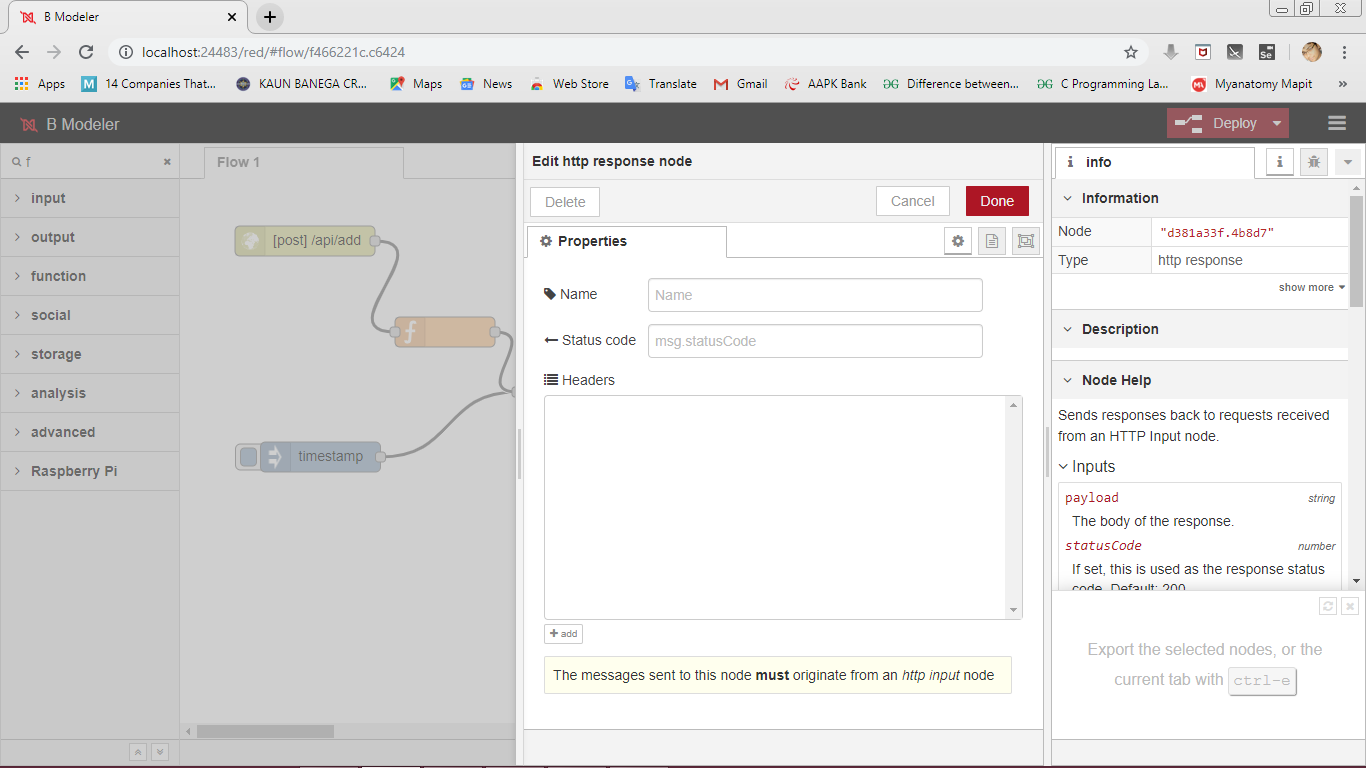 B Modeler
localhost:24483/red/#flow/f466221c.c6424
Apps 14 Companies That... KAUN BANEGA CR... Maps News Web Store Translate Gmail AAPK Bank Difference between... C Programming La... Myanatomy Mapit »
B Modeler Deploy
f
input
output
function
social
storage
analysis
advanced
Raspberry Pi
Flow 1
[post] /api/add
timestamp
Edit http response node
Delete Cancel Done
Properties
Name Name
Status code msg.statusCode
Headers
+ add
The messages sent to this node must originate from an http input node
i info i
Information
Node "d381a33f.4b8d7"
Type http response
show more
Description
Node Help
Sends responses back to requests received
from an HTTP Input node.
Inputs
payload string
The body of the response.
statusCode number
If set, this is used as the response status
code. Default: 200
Export the selected nodes, or the
current tab with ctrl-e